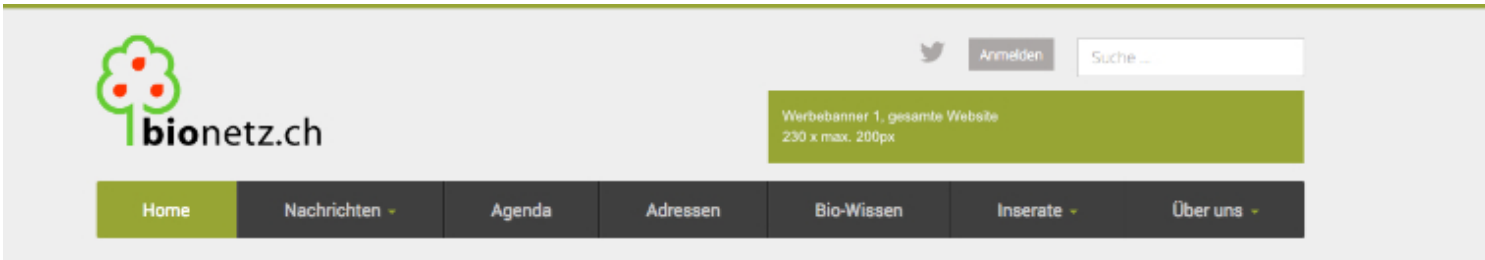 Anmelden
Suche ...
bionetz.ch
Werbebanner 1, gesamte Website
230 x max. 200px
Home
Nachrichten
Agenda
Adressen
Bio-Wissen
Inserate
Über uns